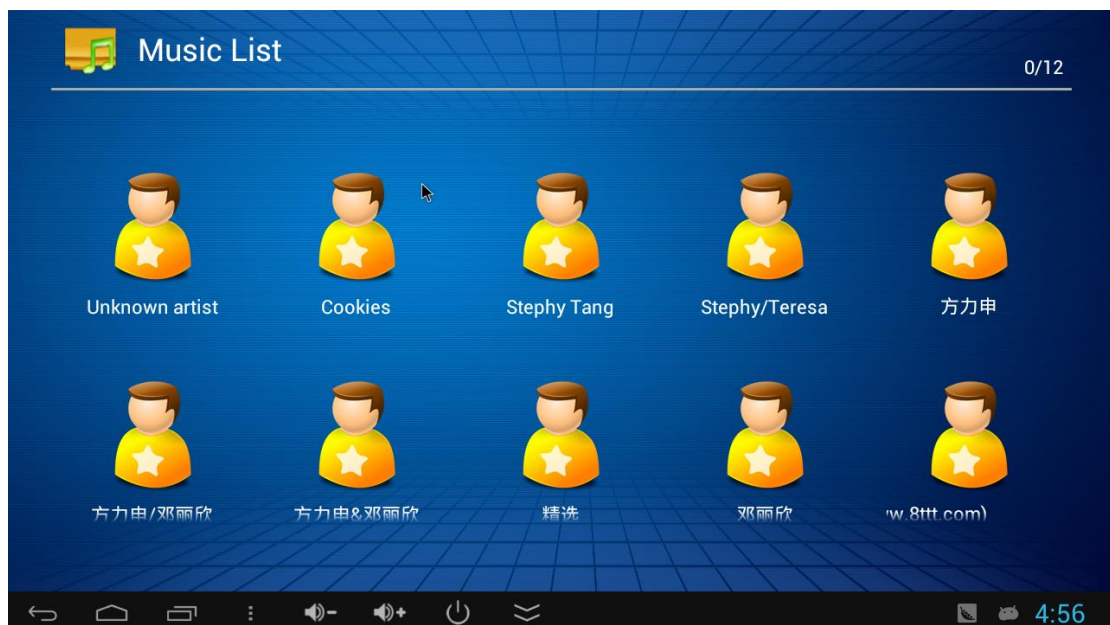 Music List
0/12
Unknown artist
Cookies
Stephy Tang
Stephy/Teresa
方力申
方力申/邓丽欣
方力申&邓丽欣
精选
邓丽欣
w.8ttt.com)
4:56